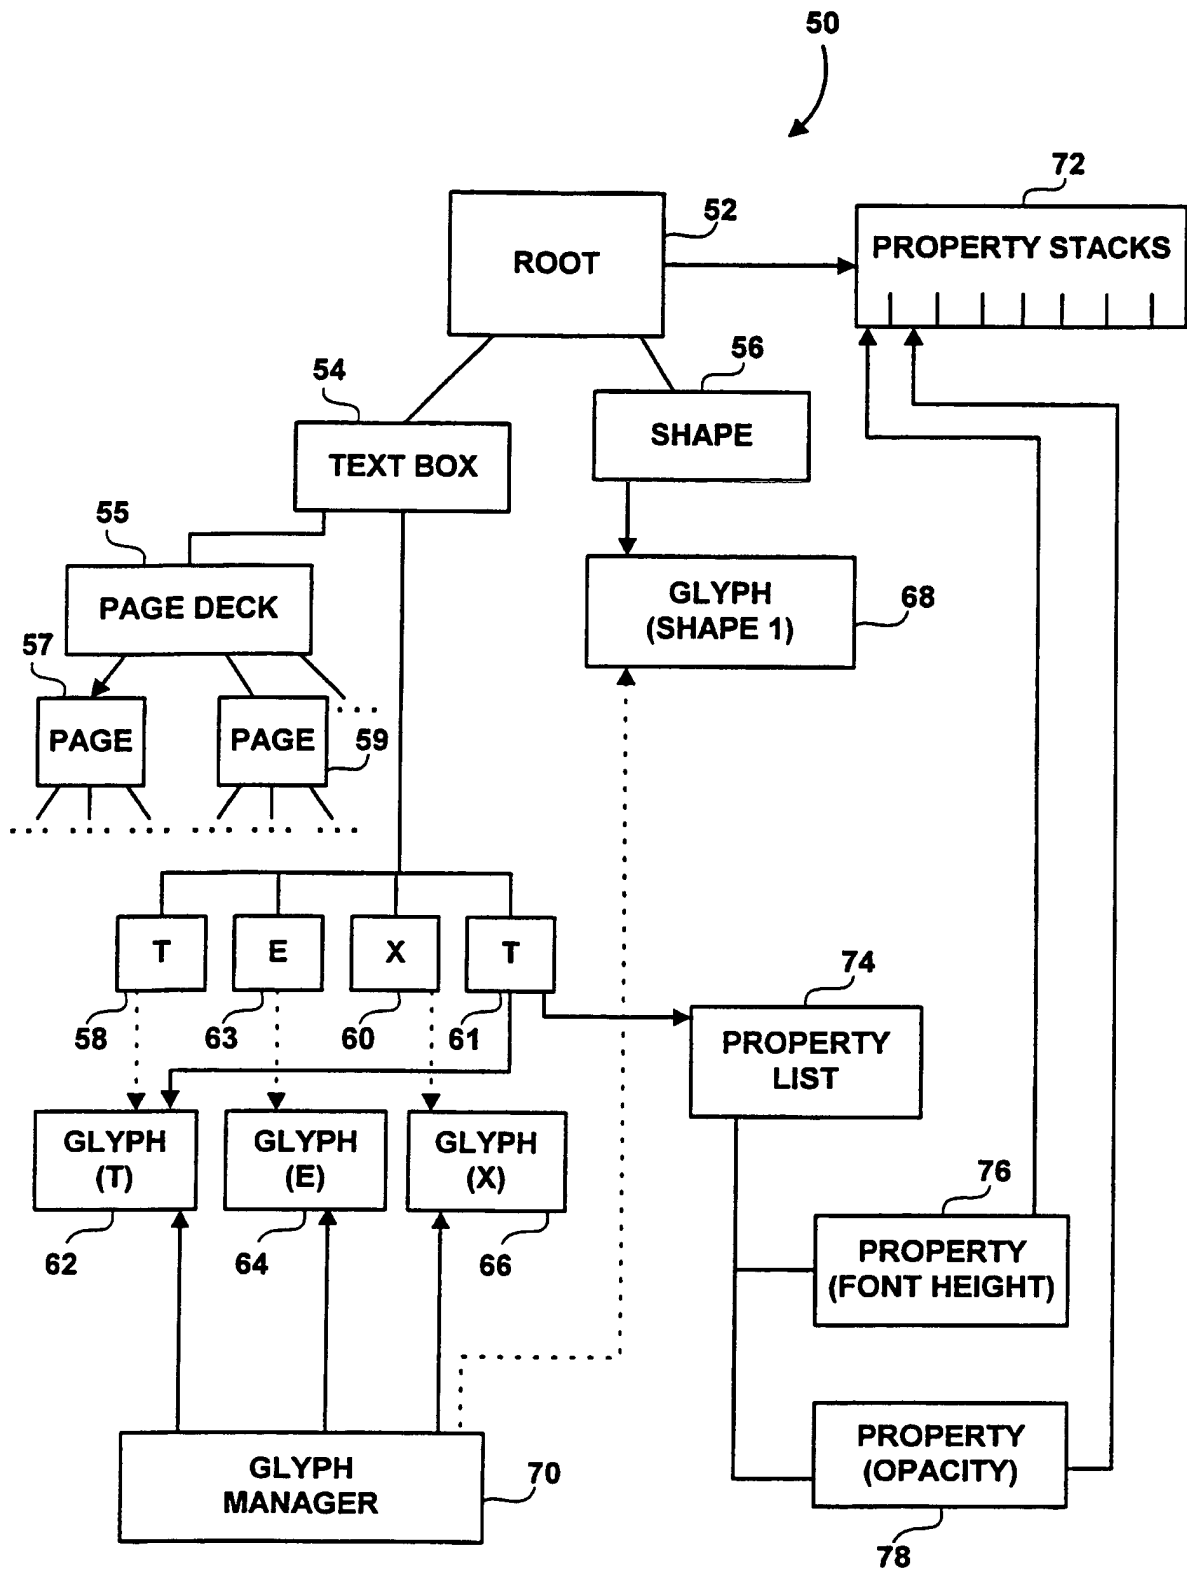 50
72
52
ROOT
PROPERTY STACKS
56
54
SHAPE
TEXT BOX
55
PAGE DECK
GLYPH
(SHAPE 1)
68
57
PAGE
PAGE
59
T
E
X
T
58
63
60
61
74
PROPERTY
LIST
GLYPH
(T)
GLYPH
(E)
GLYPH
(X)
62
64
66
76
PROPERTY
(FONT HEIGHT)
GLYPH
MANAGER
70
PROPERTY
(OPACITY)
78